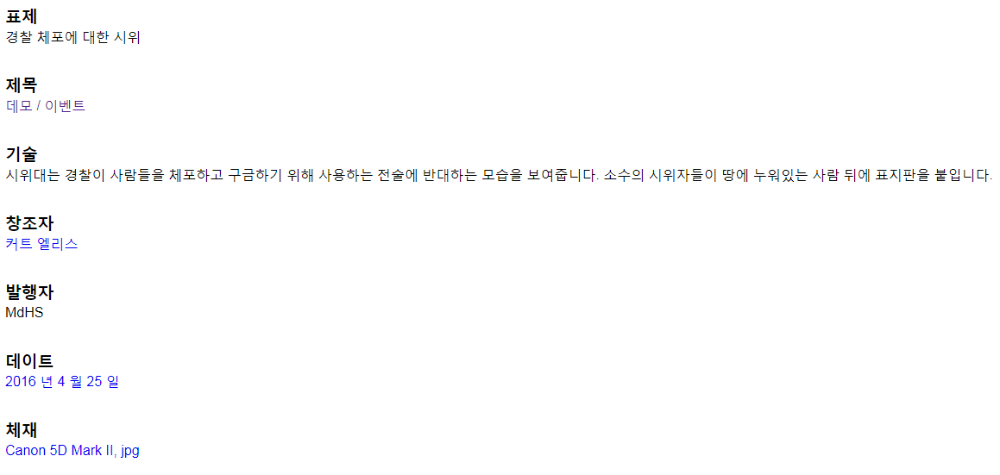 표제
경찰 체포에 대한 시위
제목
데모 / 이벤트
기술
시위대는 경찰이 사람들을 체포하고 구금하기 위해 사용하는 전술에 반대하는 모습을 보여줍니다. 소수의 시위자들이 땅에 누워있는 사람 뒤에 표지판을 붙입니다.
창조자
커트 엘리스
발행자
MdHS
데이트
2016 년 4 월 25 일
체재
Canon 5D Mark II, jpg